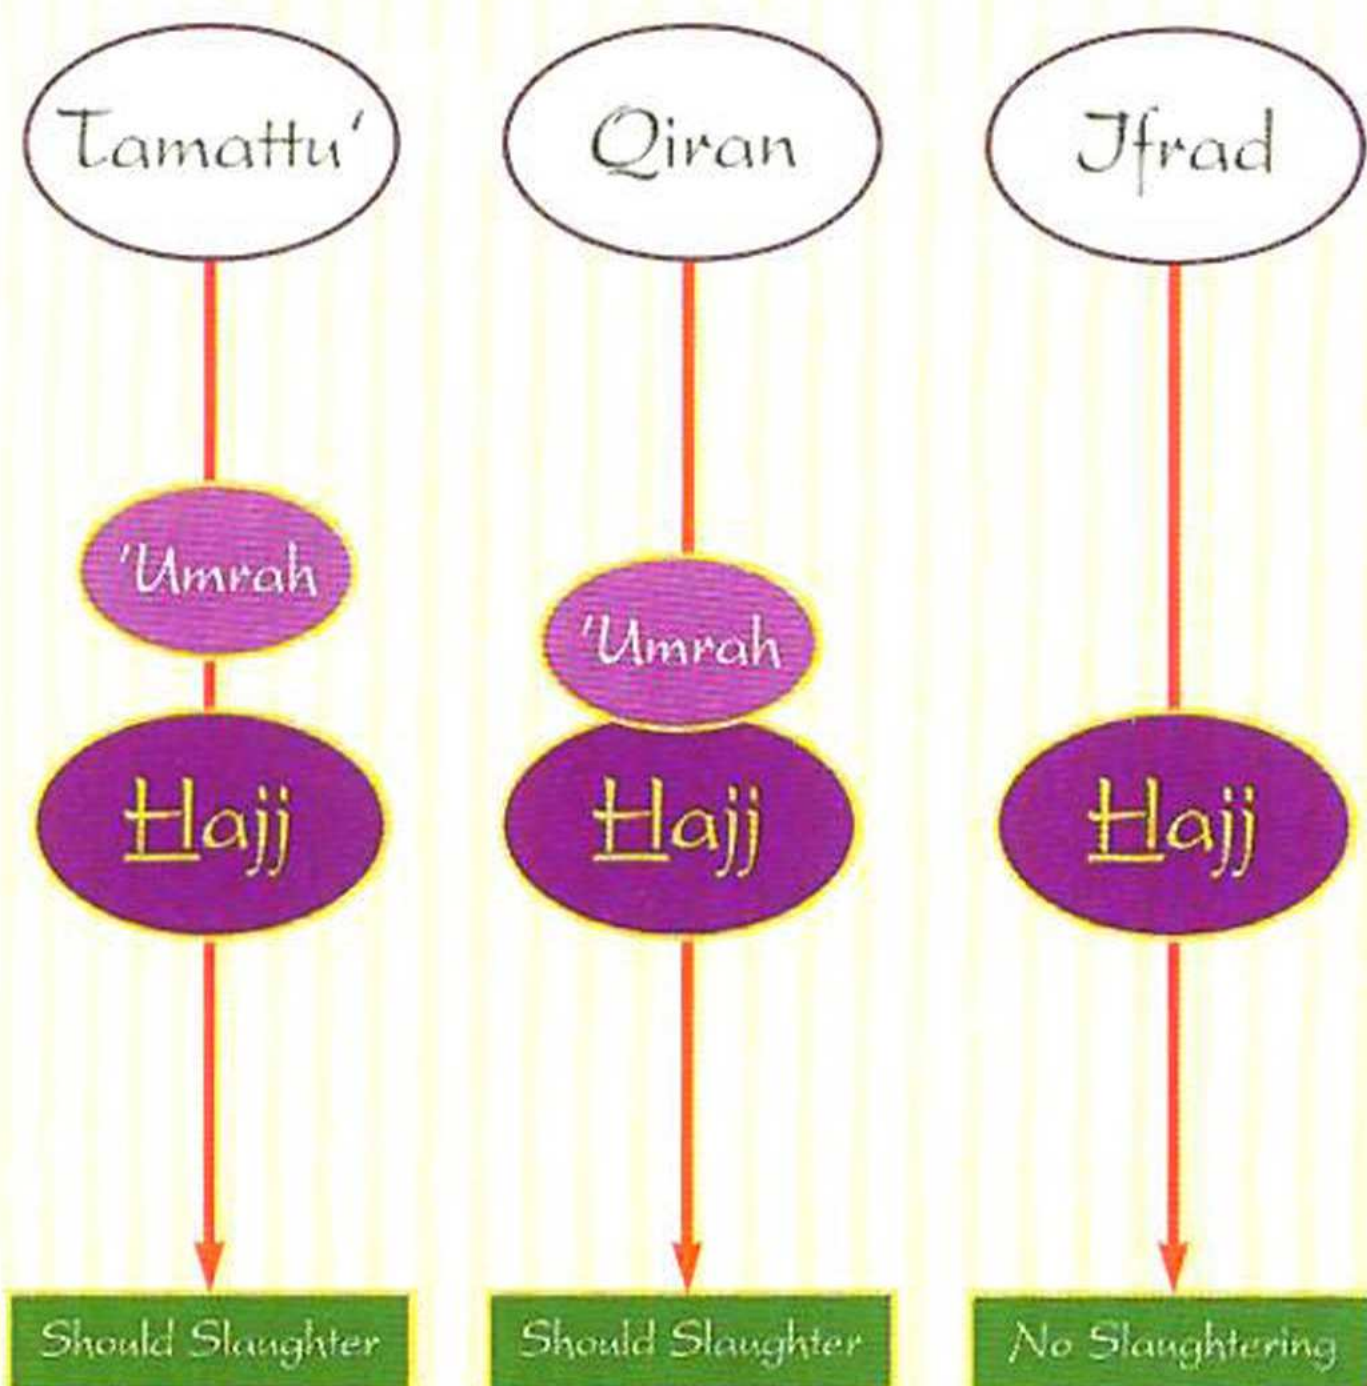 Tamattu'
Qiran
Ifrad
'Umrah
'Umrah
Hajj
Hajj
Hajj
Should Slaughter
Should Slaughter
No Slaughtering